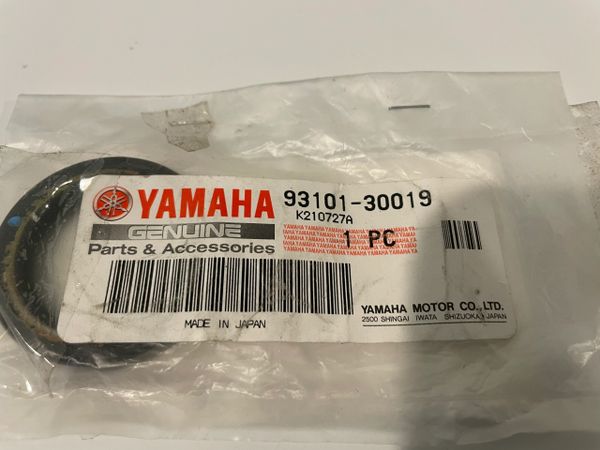 YAMAHA 93101-30019
K210727A
GENUINE
Parts & Accessories
1 PC
YAMAHA MOTOR CO.,LTD.
2500 SHINGAI IWATA SHIZUOKA JAPAN
MADE IN JAPAN